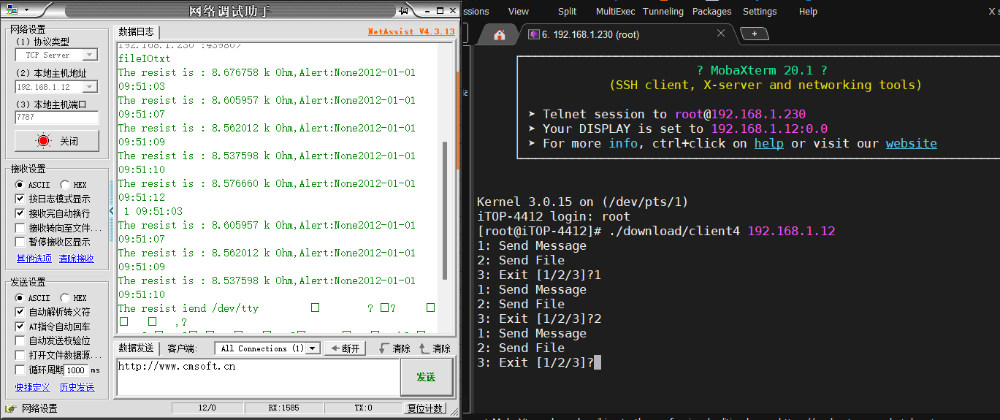 网络调试助手
网络设置
(1) 协议类型
TCP Server
(2) 本地主机地址
192.168.1.12
(3) 本地主机端口
7787
关闭
接收设置
ASCII HEX
按日志模式显示
接收完自动换行
接收转向至文件...
暂停接收区显示
其他选项 清除接收
发送设置
ASCII HEX
自动解析转义符
AT指令自动回车
自动发送校验位
打开文件数据源...
循环周期 1000 ms
快捷定义 历史发送
数据日志 NetAssist V4.3.13
192.168.1.230 :43980>
fileIOtxt
The resist is : 8.676758 k Ohm,Alert:None2012-01-01
09:51:03
The resist is : 8.605957 k Ohm,Alert:None2012-01-01
09:51:07
The resist is : 8.562012 k Ohm,Alert:None2012-01-01
09:51:09
The resist is : 8.537598 k Ohm,Alert:None2012-01-01
09:51:10
The resist is : 8.576660 k Ohm,Alert:None2012-01-01
09:51:12
1 09:51:03
The resist is : 8.605957 k Ohm,Alert:None2012-01-01
09:51:07
The resist is : 8.562012 k Ohm,Alert:None2012-01-01
09:51:09
The resist is : 8.537598 k Ohm,Alert:None2012-01-01
09:51:10
The resist iend /dev/tty □ ? □? □
□ □ ,?
数据发送 客户端: All Connections (1) 断开 清除 清除
http://www.cmsoft.cn
发送
网络设置 12/0 RX:1585 TX:0 复位计数
ssions View Split MultiExec Tunneling Packages Settings Help X s
6. 192.168.1.230 (root)
? MobaXterm 20.1 ?
(SSH client, X-server and networking tools)
➤ Telnet session to root@192.168.1.230
➤ Your DISPLAY is set to 192.168.1.12:0.0
➤ For more info, ctrl+click on help or visit our website
Kernel 3.0.15 on (/dev/pts/1)
iTOP-4412 login: root
[root@iTOP-4412]# ./download/client4 192.168.1.12
1: Send Message
2: Send File
3: Exit [1/2/3]?1
1: Send Message
2: Send File
3: Exit [1/2/3]?2
1: Send Message
2: Send File
3: Exit [1/2/3]?